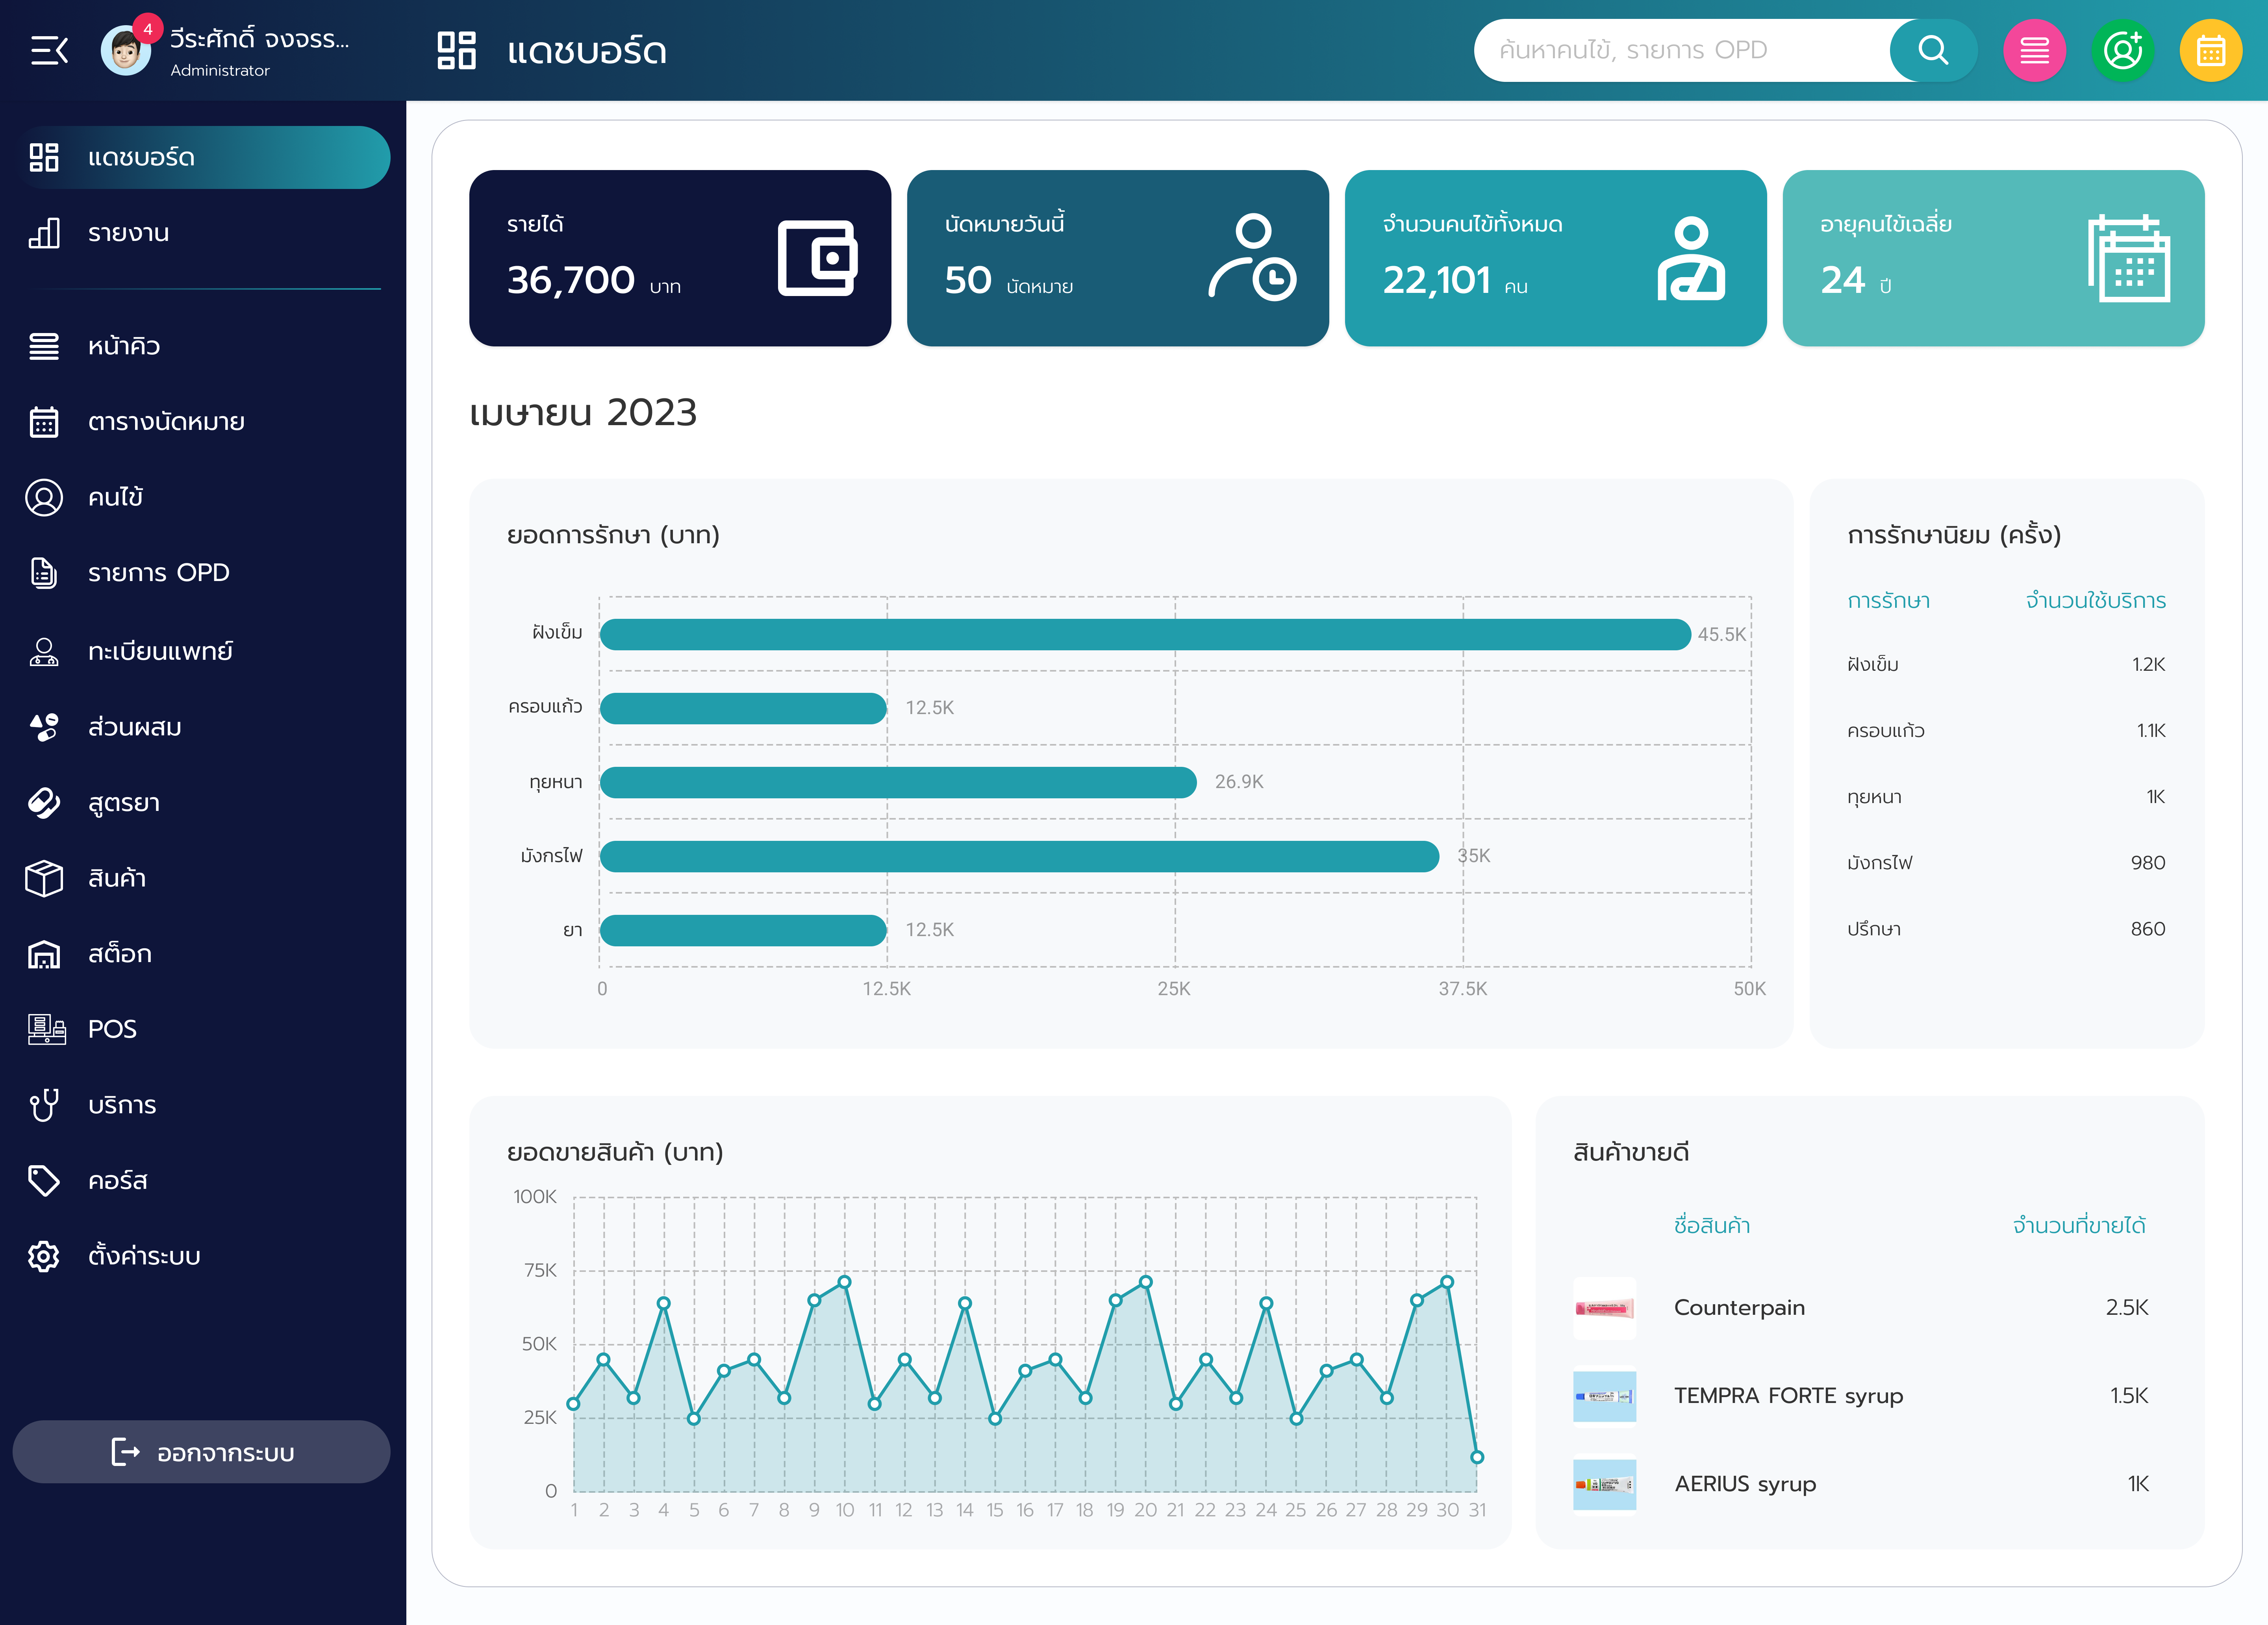 4
วีระศักดิ์ จงจรร...
Administrator
แดชบอร์ด
ค้นหาคนไข้, รายการ OPD
แดชบอร์ด
รายงาน
หน้าคิว
ตารางนัดหมาย
คนไข้
รายการ OPD
ทะเบียนแพทย์
ส่วนผสม
สูตรยา
สินค้า
สต็อก
POS
บริการ
คอร์ส
ตั้งค่าระบบ
ออกจากระบบ
รายได้
36,700 บาท
นัดหมายวันนี้
50 นัดหมาย
จำนวนคนไข้ทั้งหมด
22,101 คน
อายุคนไข้เฉลี่ย
24 ปี
เมษายน 2023
ยอดการรักษา (บาท)
ฝังเข็ม 45.5K
ครอบแก้ว 12.5K
ทุยหนา 26.9K
มังกรไฟ 35K
ยา 12.5K
0 12.5K 25K 37.5K 50K
การรักษานิยม (ครั้ง)
การรักษา จำนวนใช้บริการ
ฝังเข็ม 1.2K
ครอบแก้ว 1.1K
ทุยหนา 1K
มังกรไฟ 980
ปรึกษา 860
ยอดขายสินค้า (บาท)
100K
75K
50K
25K
0
1 2 3 4 5 6 7 8 9 10 11 12 13 14 15 16 17 18 19 20 21 22 23 24 25 26 27 28 29 30 31
สินค้าขายดี
ชื่อสินค้า จำนวนที่ขายได้
Counterpain 2.5K
TEMPRA FORTE syrup 1.5K
AERIUS syrup 1K